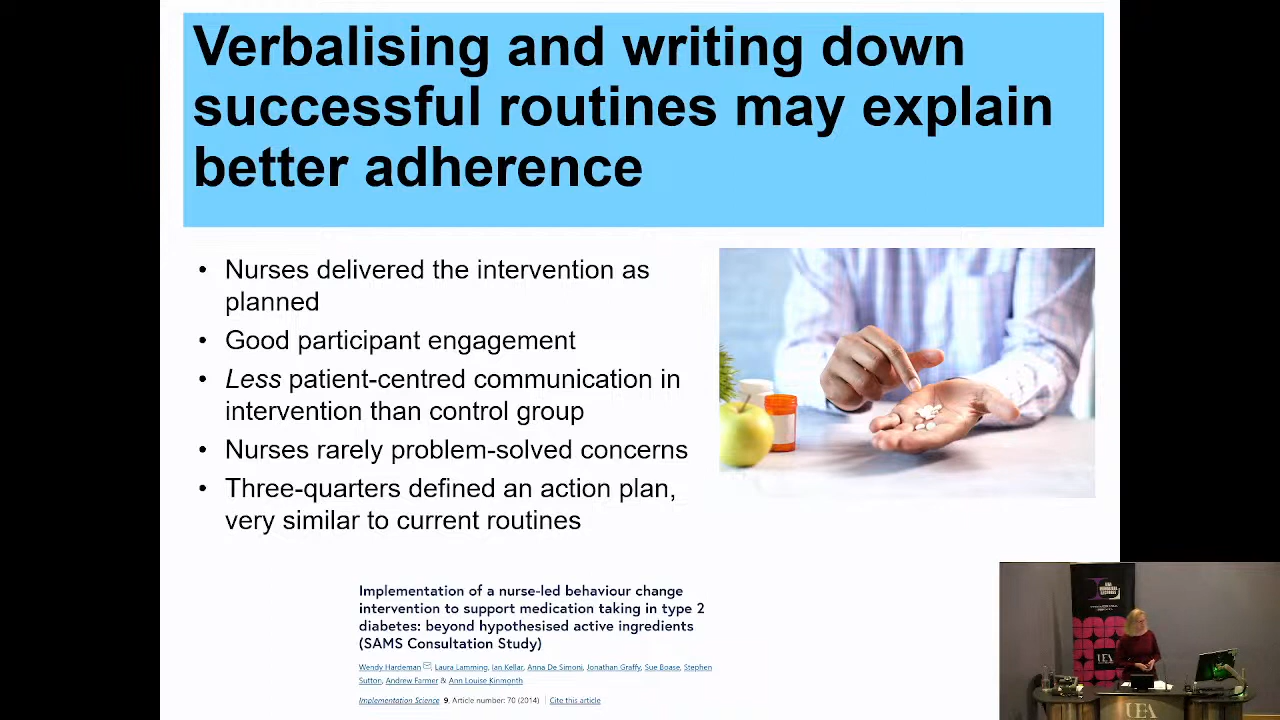 Verbalising and writing down
successful routines may explain
better adherence
• Nurses delivered the intervention as
planned
• Good participant engagement
• Less patient-centred communication in
intervention than control group
• Nurses rarely problem-solved concerns
• Three-quarters defined an action plan,
very similar to current routines
Implementation of a nurse-led behaviour change
intervention to support medication taking in type 2
diabetes: beyond hypothesised active ingredients
(SAMS Consultation Study)
Wendy Hardeman, Laura Lamming, Ian Kellar, Anna De Simoni, Jonathan Graffy, Sue Boase, Stephen
Sutton, Andrew Farmer & Ann Louise Kinmonth
Implementation Science 9, Article number: 70 (2014) | Cite this article
UEA
UEA